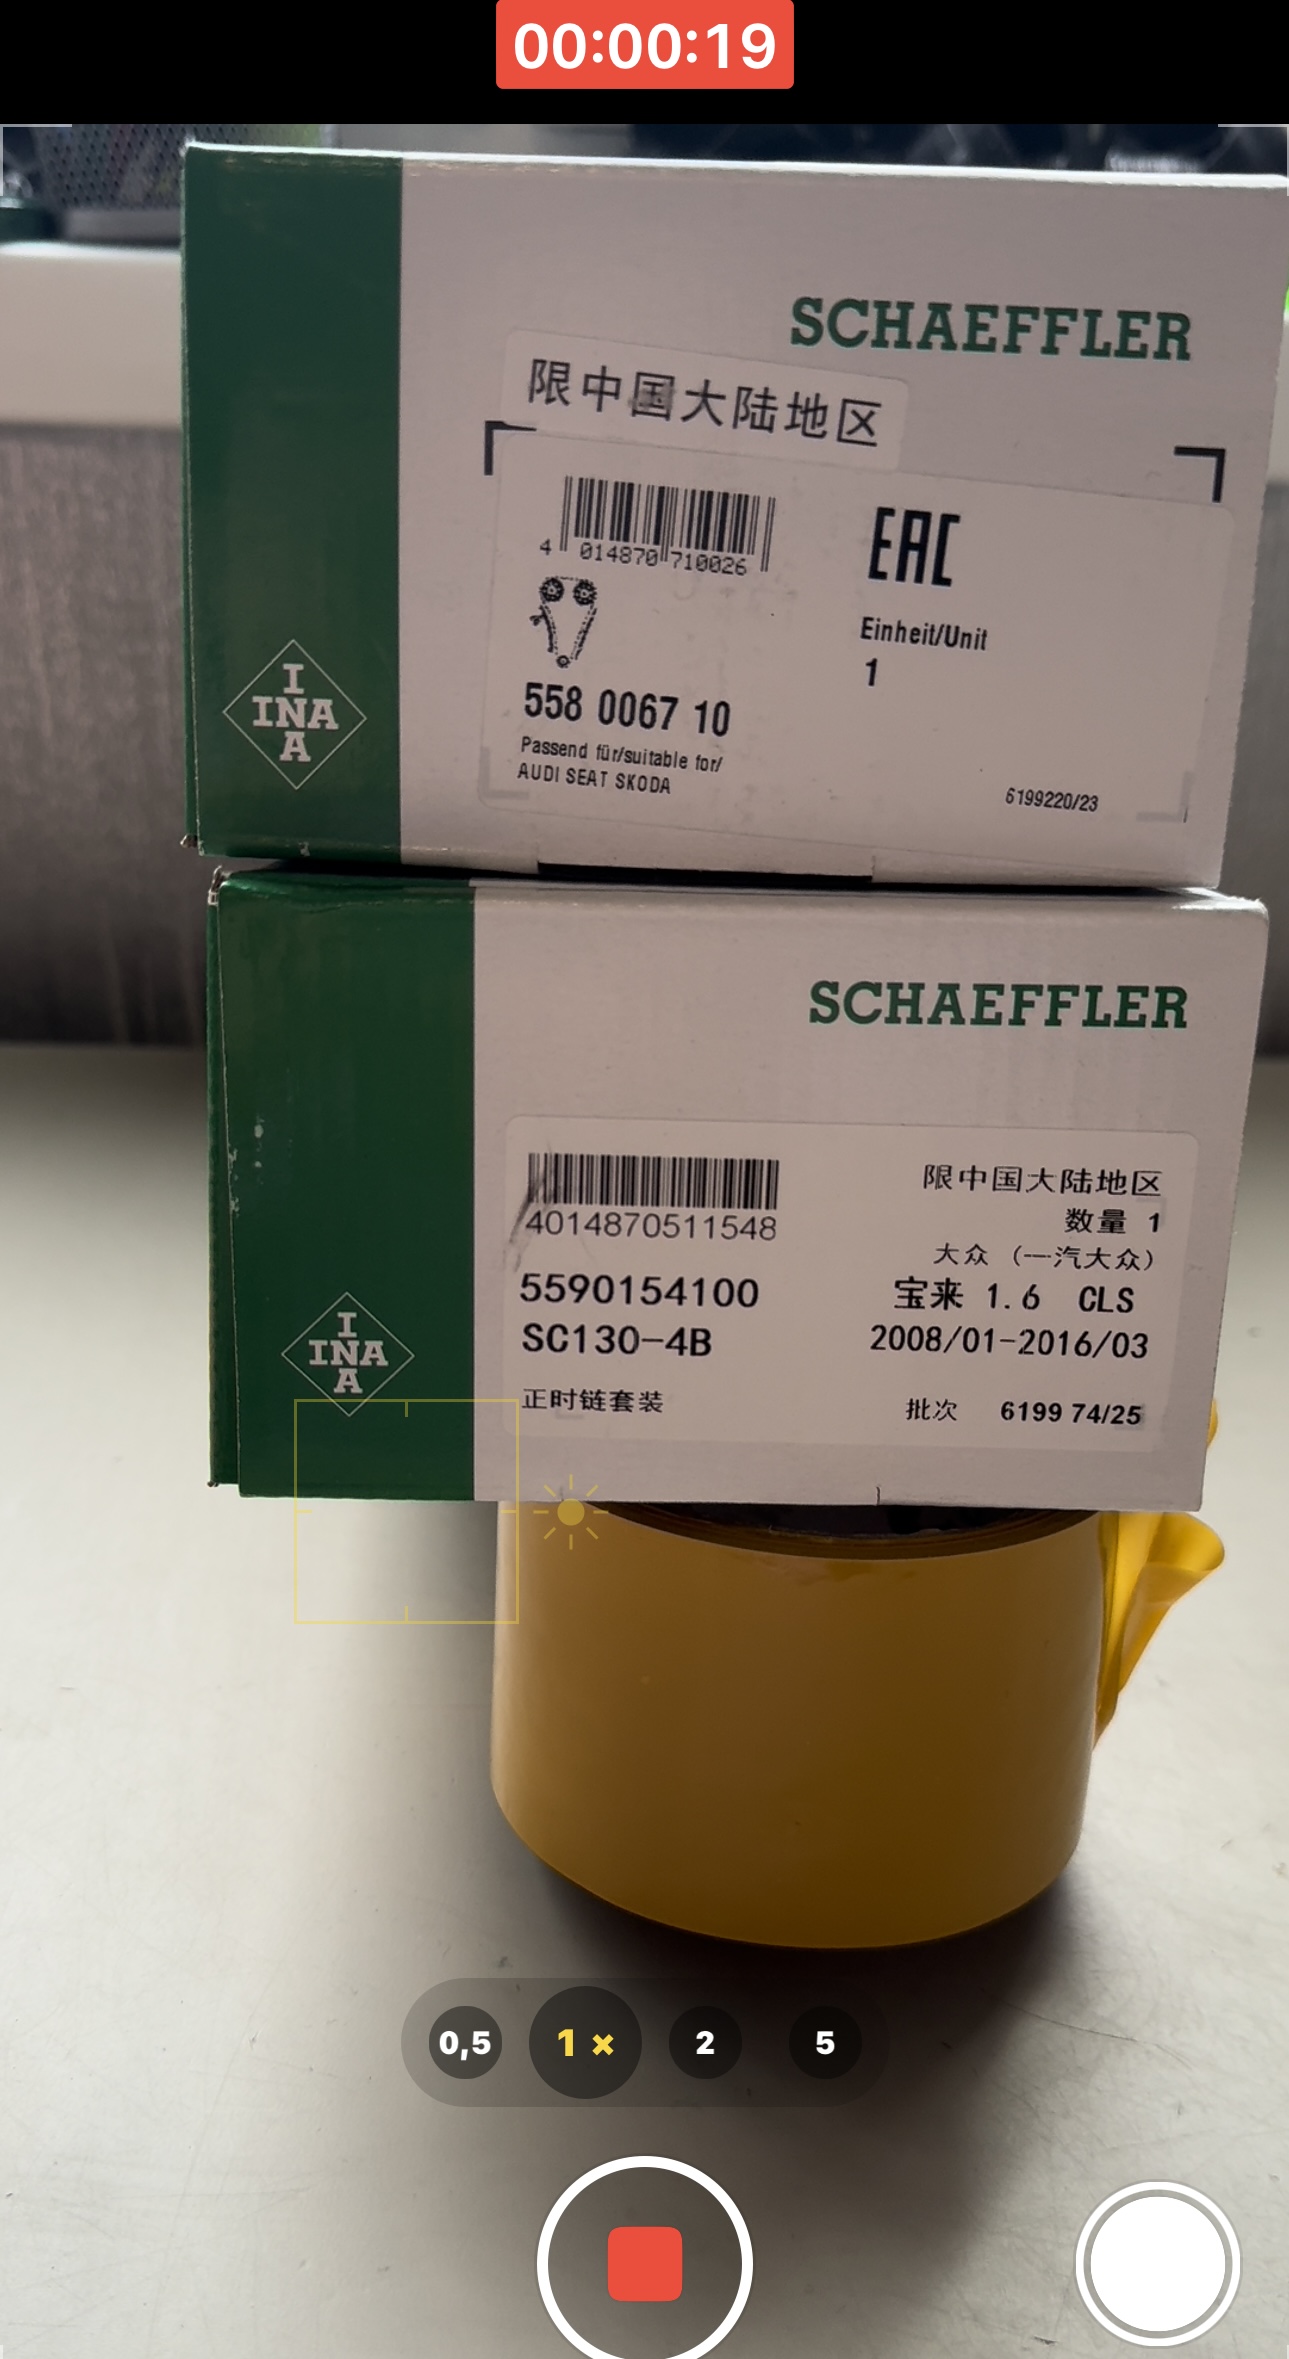 00:00:19
SCHAEFFLER
限中国大陆地区
4 014870 710026
EAC
Einheit/Unit
1
558 0067 10
Passend für/suitable for/
AUDI SEAT SKODA
6199220/23
I
INA
A
SCHAEFFLER
4014870511548
限中国大陆地区
数量 1
大众（一汽大众）
5590154100
宝来 1.6 CLS
SC130-4B
2008/01-2016/03
正时链套装
批次 6199 74/25
I
INA
A
0,5
1 ×
2
5